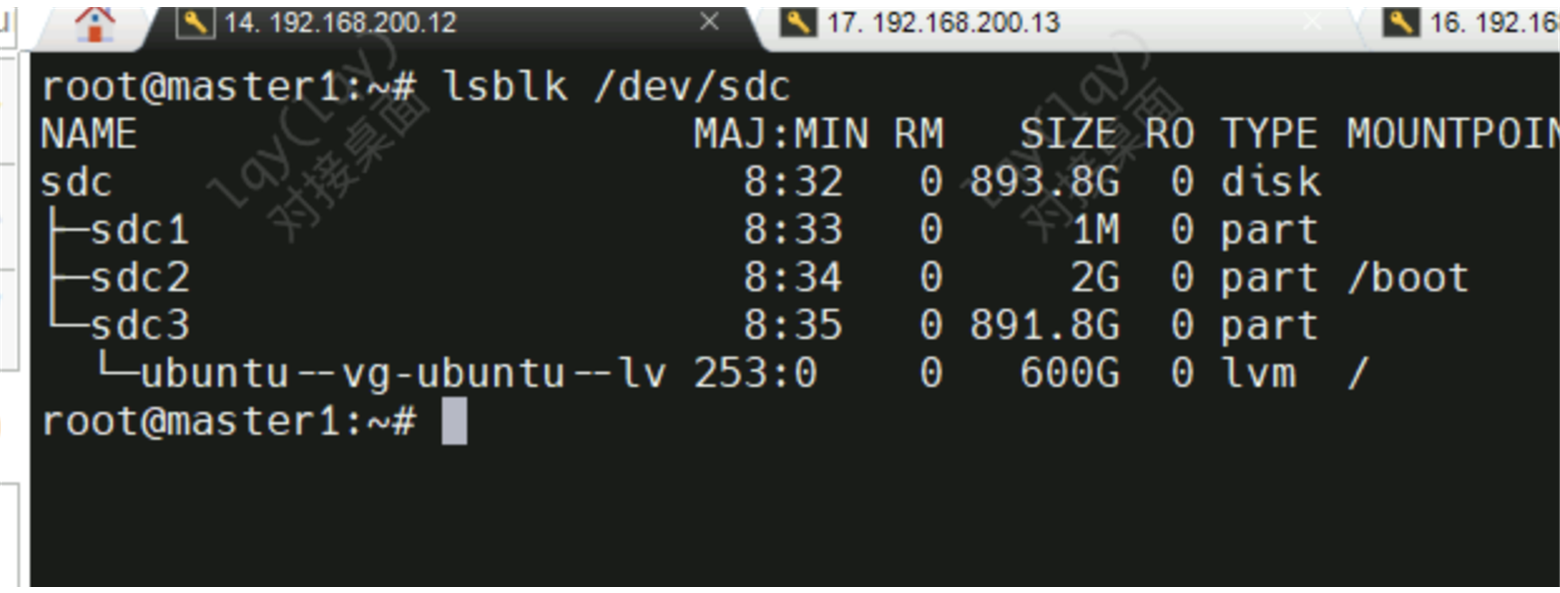 14. 192.168.200.12 17. 192.168.200.13 16. 192.16
root@master1:~# lsblk /dev/sdc
NAME MAJ:MIN RM SIZE RO TYPE MOUNTPOIN
sdc 8:32 0 893.8G 0 disk
├─sdc1 8:33 0 1M 0 part
├─sdc2 8:34 0 2G 0 part /boot
└─sdc3 8:35 0 891.8G 0 part
└─ubuntu--vg-ubuntu--lv 253:0 0 600G 0 lvm /
root@master1:~#
lqy(lqy)
对接桌面
lqy(lqy)
对接桌面